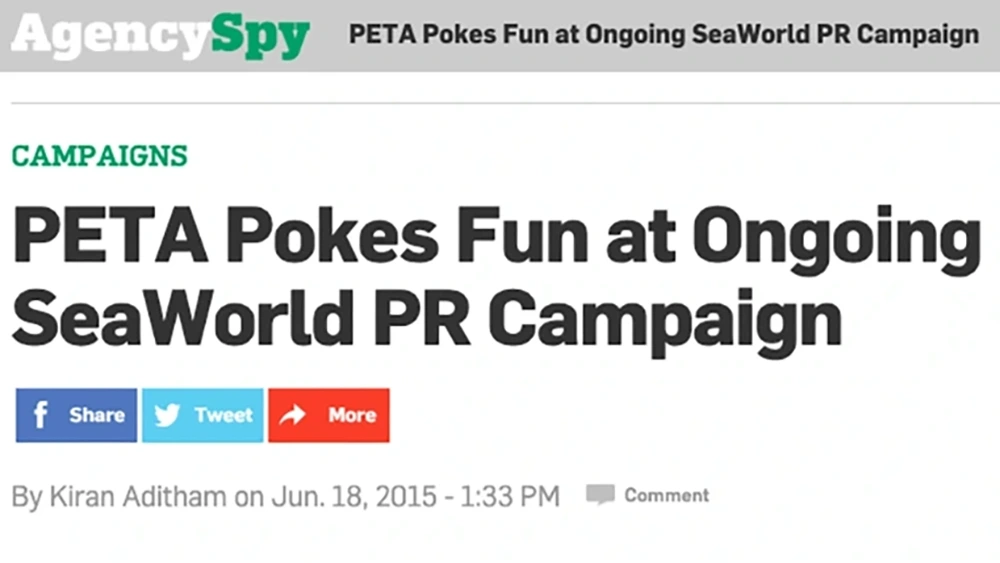 AgencySpy PETA Pokes Fun at Ongoing SeaWorld PR Campaign
CAMPAIGNS
PETA Pokes Fun at Ongoing
SeaWorld PR Campaign
f Share Tweet More
By Kiran Aditham on Jun. 18, 2015 - 1:33 PM Comment